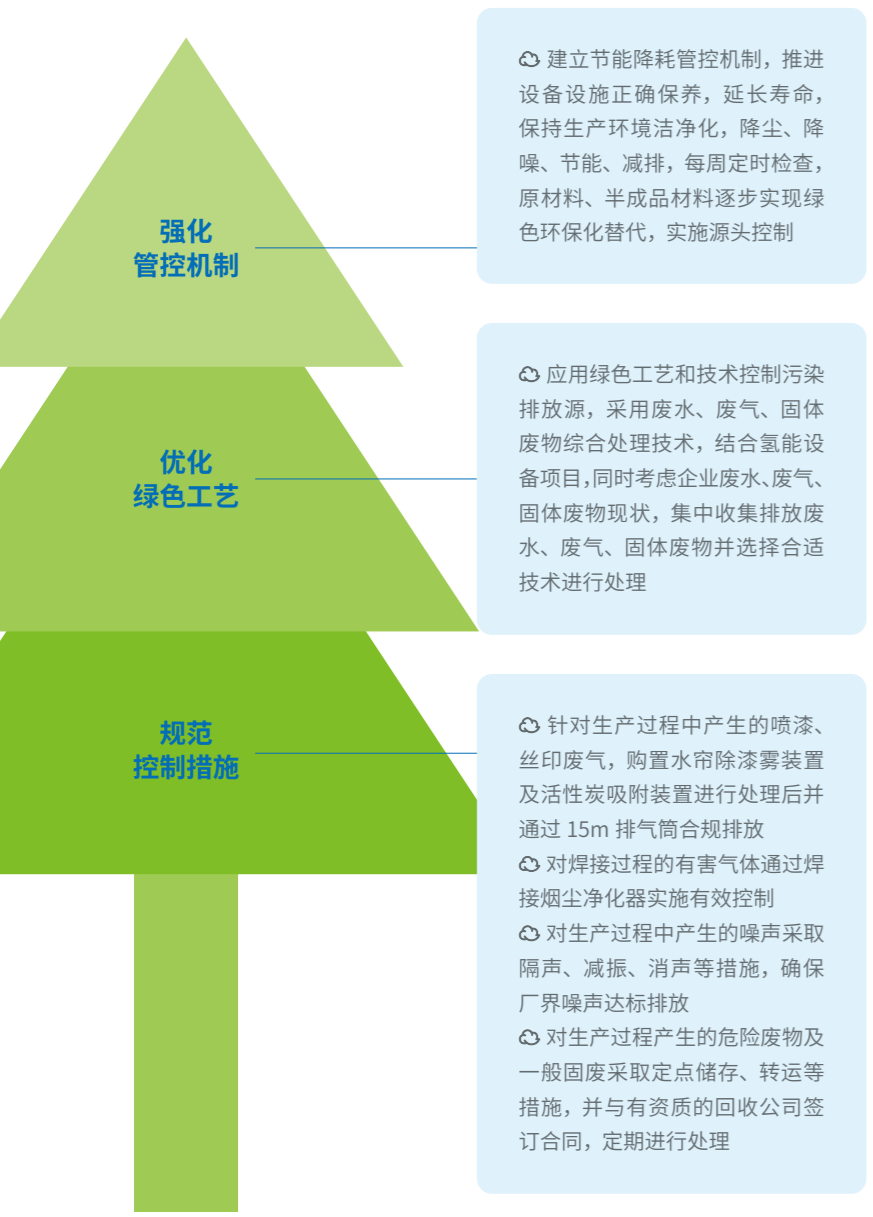 强化
管控机制
建立节能降耗管控机制，推进
设备设施正确保养，延长寿命，
保持生产环境洁净化，降尘、降
噪、节能、减排，每周定时检查，
原材料、半成品材料逐步实现绿
色环保化替代，实施源头控制
优化
绿色工艺
应用绿色工艺和技术控制污染
排放源，采用废水、废气、固体
废物综合处理技术，结合氢能设
备项目，同时考虑企业废水、废气、
固体废物现状，集中收集排放废
水、废气、固体废物并选择合适
技术进行处理
规范
控制措施
针对生产过程中产生的喷漆、
丝印废气，购置水帘除漆雾装置
及活性炭吸附装置进行处理后并
通过 15m 排气筒合规排放
对焊接过程的有害气体通过焊
接烟尘净化器实施有效控制
对生产过程中产生的噪声采取
隔声、减振、消声等措施，确保
厂界噪声达标排放
对生产过程产生的危险废物及
一般固废采取定点储存、转运等
措施，并与有资质的回收公司签
订合同，定期进行处理